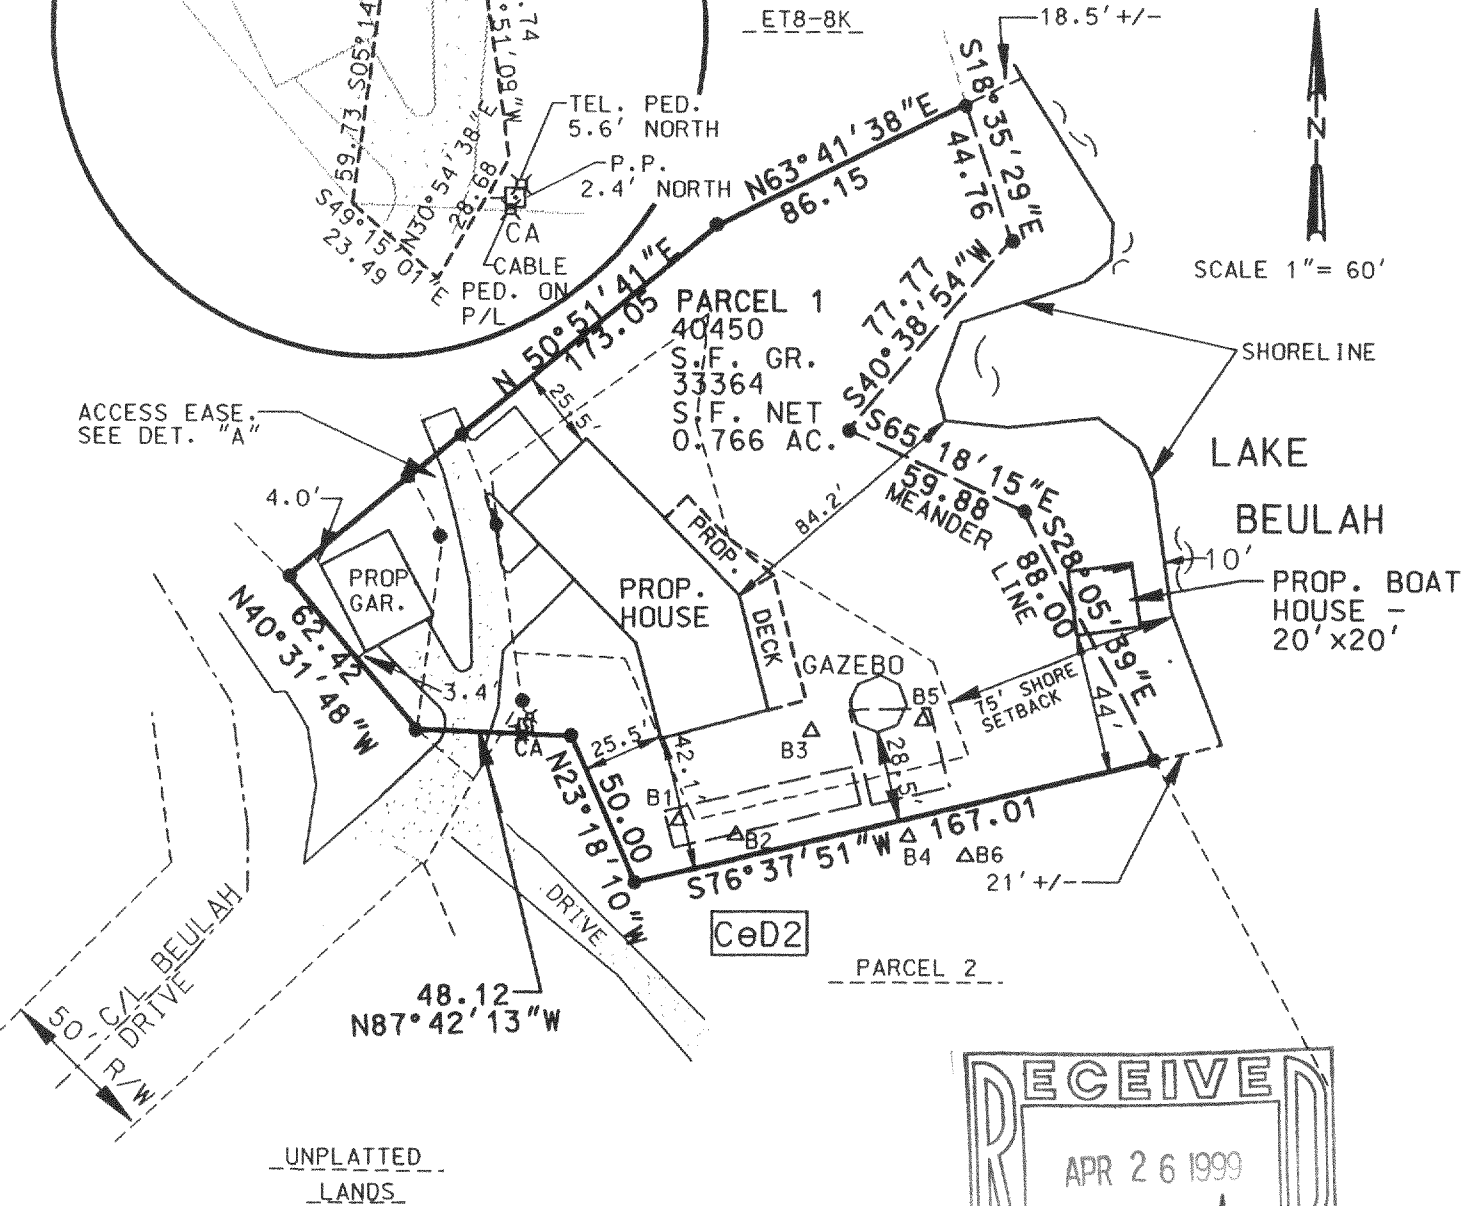 ET8-8K
18.5'+/-
59.73 S05°14
.74
°51'09"W
TEL. PED.
5.6' NORTH
P.P.
2.4' NORTH
N30°54'38"E
28.68
S49°15'01"E
23.49
CA
CABLE
PED. ON
P/L
N63°41'38"E
86.15
S18°35'29"E
44.76
N
SCALE 1"= 60'
N 50°51'41"E
173.05
PARCEL 1
40450
S.F. GR.
33364
S.F. NET
0.766 AC.
77.77
S40°38'54"W
SHORELINE
ACCESS EASE.
SEE DET. "A"
25.5'
S65°18'15"E
59.88
MEANDER
LINE
LAKE
BEULAH
4.0'
84.2'
S28°05'39"E
88.00
10'
PROP. BOAT
HOUSE -
20'x20'
PROP
GAR.
PROP.
HOUSE
PROP.
DECK
N40°31'48"W
62.42
3.4'
GAZEBO
B5
75' SHORE
SETBACK
44'
CA
25.5'
42.1'
B3
28.5'
N23°18'10"W
50.00
B1
B2
S76°37'51"W 167.01
B4
B6
21'+/-
DRIVE
CѳD2
PARCEL 2
48.12
N87°42'13"W
C/L BEULAH
DRIVE
50'
R/W
UNPLATTED
LANDS
RECEIVED
APR 26 1999